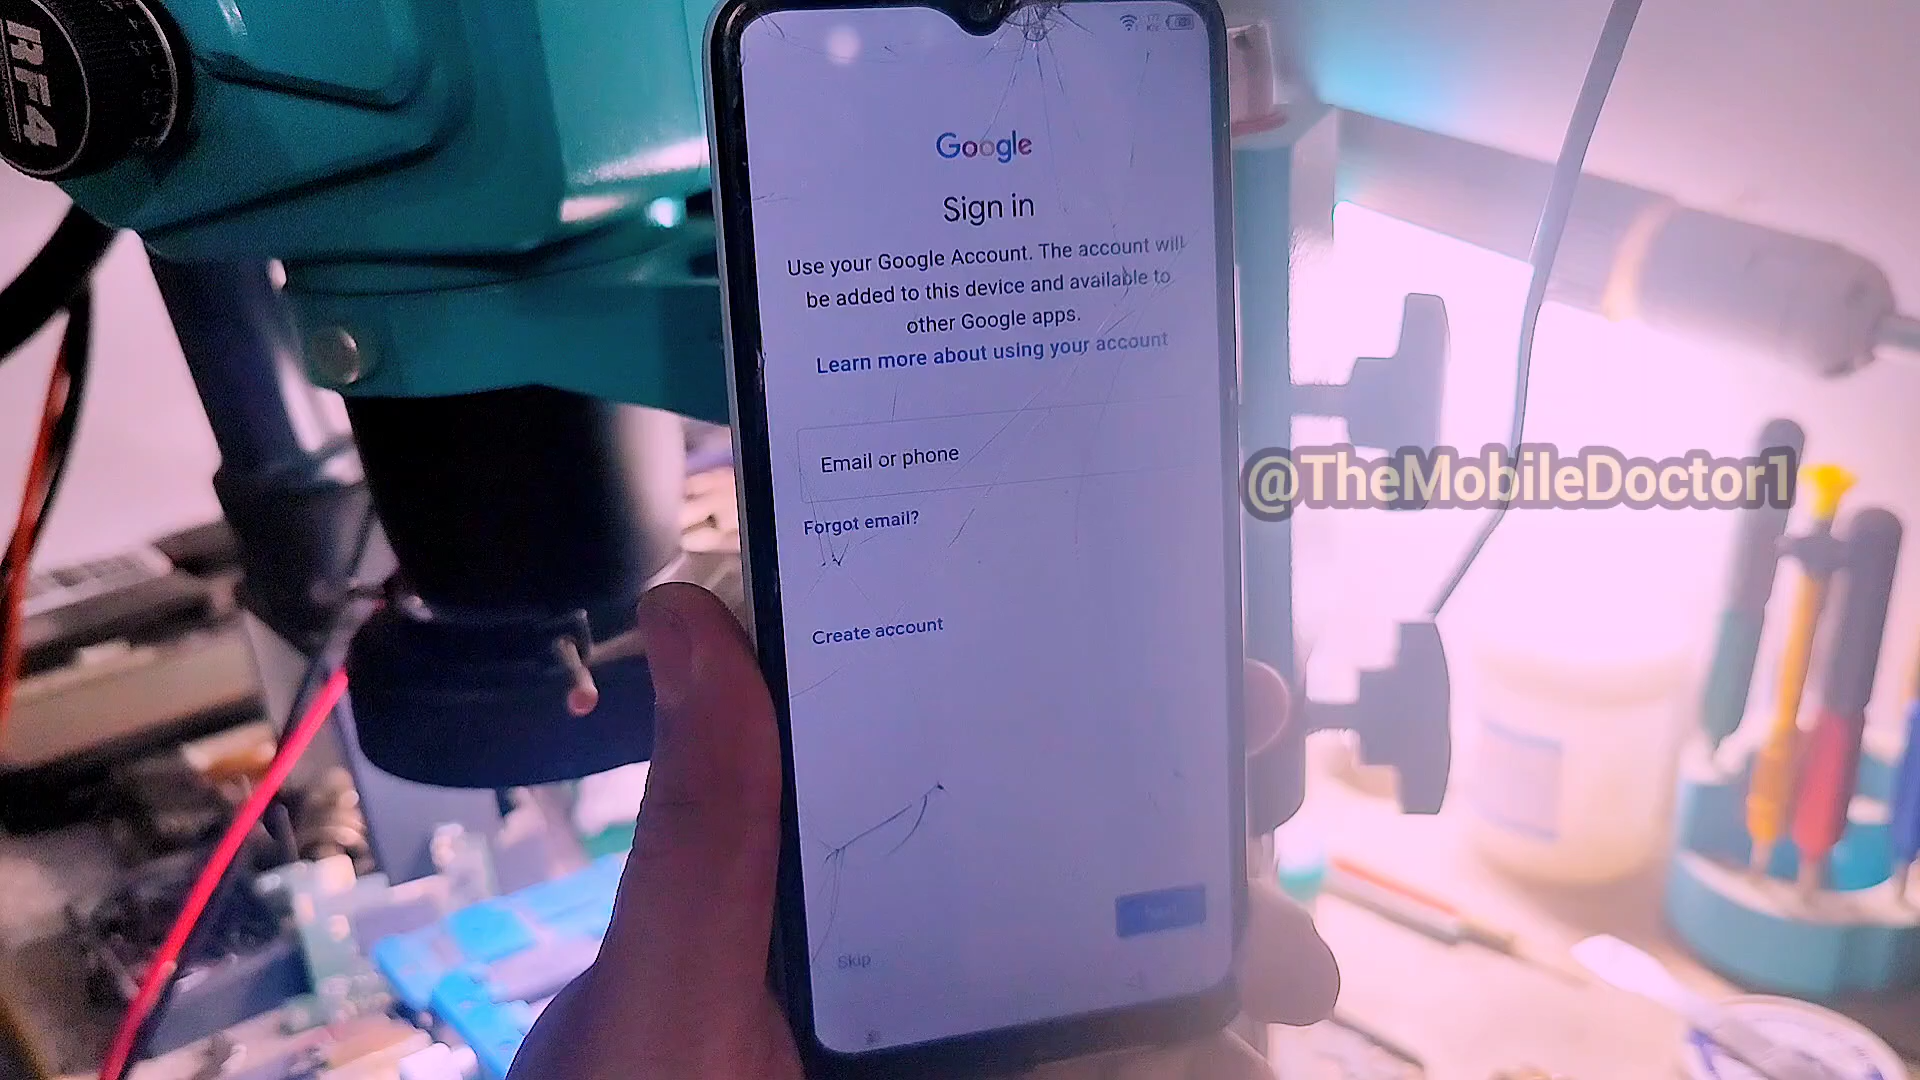 RF4
Google
Sign in
Use your Google Account. The account will
be added to this device and available to
other Google apps.
Learn more about using your account
Email or phone
@TheMobileDoctor1
Forgot email?
Create account
Next
Skip